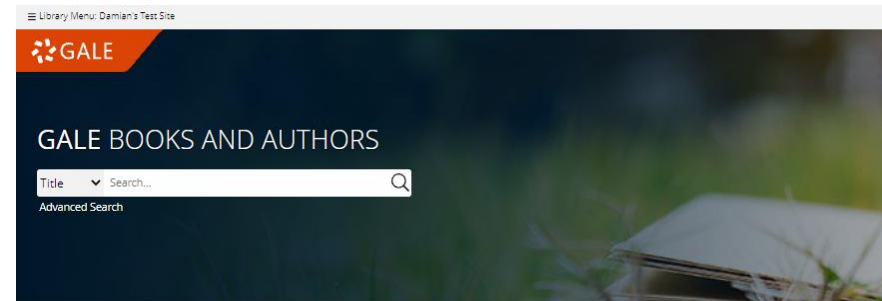 Library Menu: Damian's Test Site
GALE
GALE BOOKS AND AUTHORS
Title Search...
Advanced Search